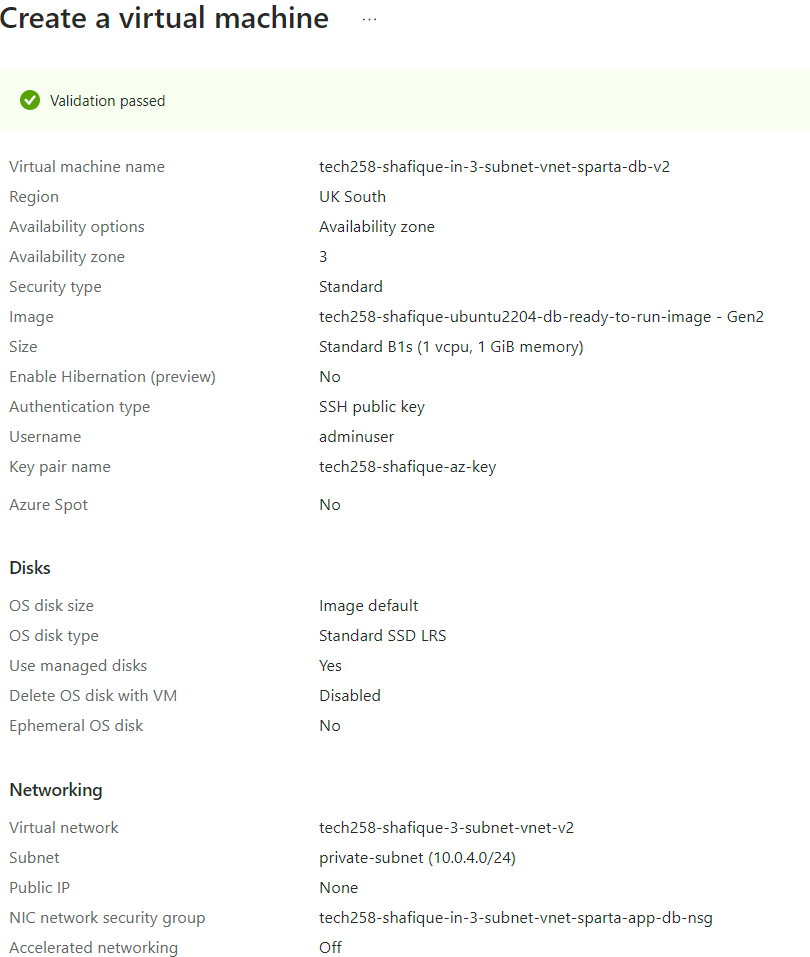 Create a virtual machine ...
Validation passed
Virtual machine name tech258-shafique-in-3-subnet-vnet-sparta-db-v2
Region UK South
Availability options Availability zone
Availability zone 3
Security type Standard
Image tech258-shafique-ubuntu2204-db-ready-to-run-image - Gen2
Size Standard B1s (1 vcpu, 1 GiB memory)
Enable Hibernation (preview) No
Authentication type SSH public key
Username adminuser
Key pair name tech258-shafique-az-key
Azure Spot No
Disks
OS disk size Image default
OS disk type Standard SSD LRS
Use managed disks Yes
Delete OS disk with VM Disabled
Ephemeral OS disk No
Networking
Virtual network tech258-shafique-3-subnet-vnet-v2
Subnet private-subnet (10.0.4.0/24)
Public IP None
NIC network security group tech258-shafique-in-3-subnet-vnet-sparta-app-db-nsg
Accelerated networking Off